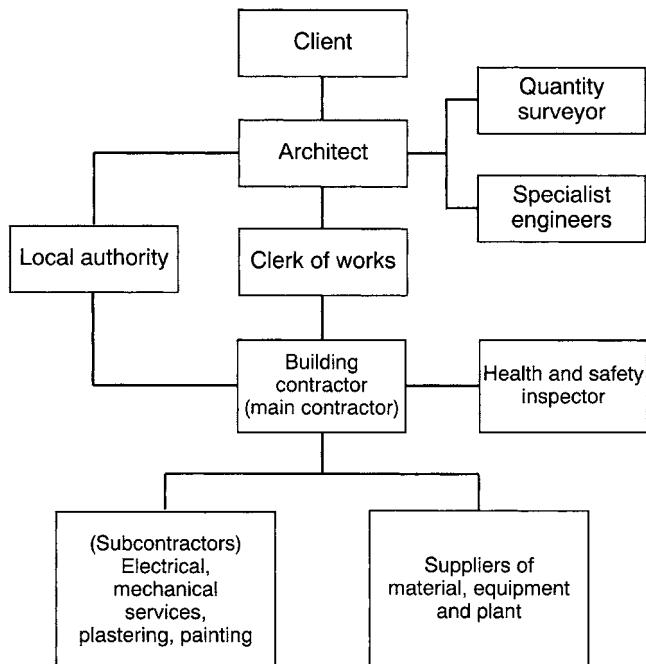 Client
Quantity
surveyor
Architect
Specialist
engineers
Local authority
Clerk of works
Building
contractor
(main contractor)
Health and safety
inspector
(Subcontractors)
Electrical,
mechanical
services,
plastering, painting
Suppliers of
material, equipment
and plant